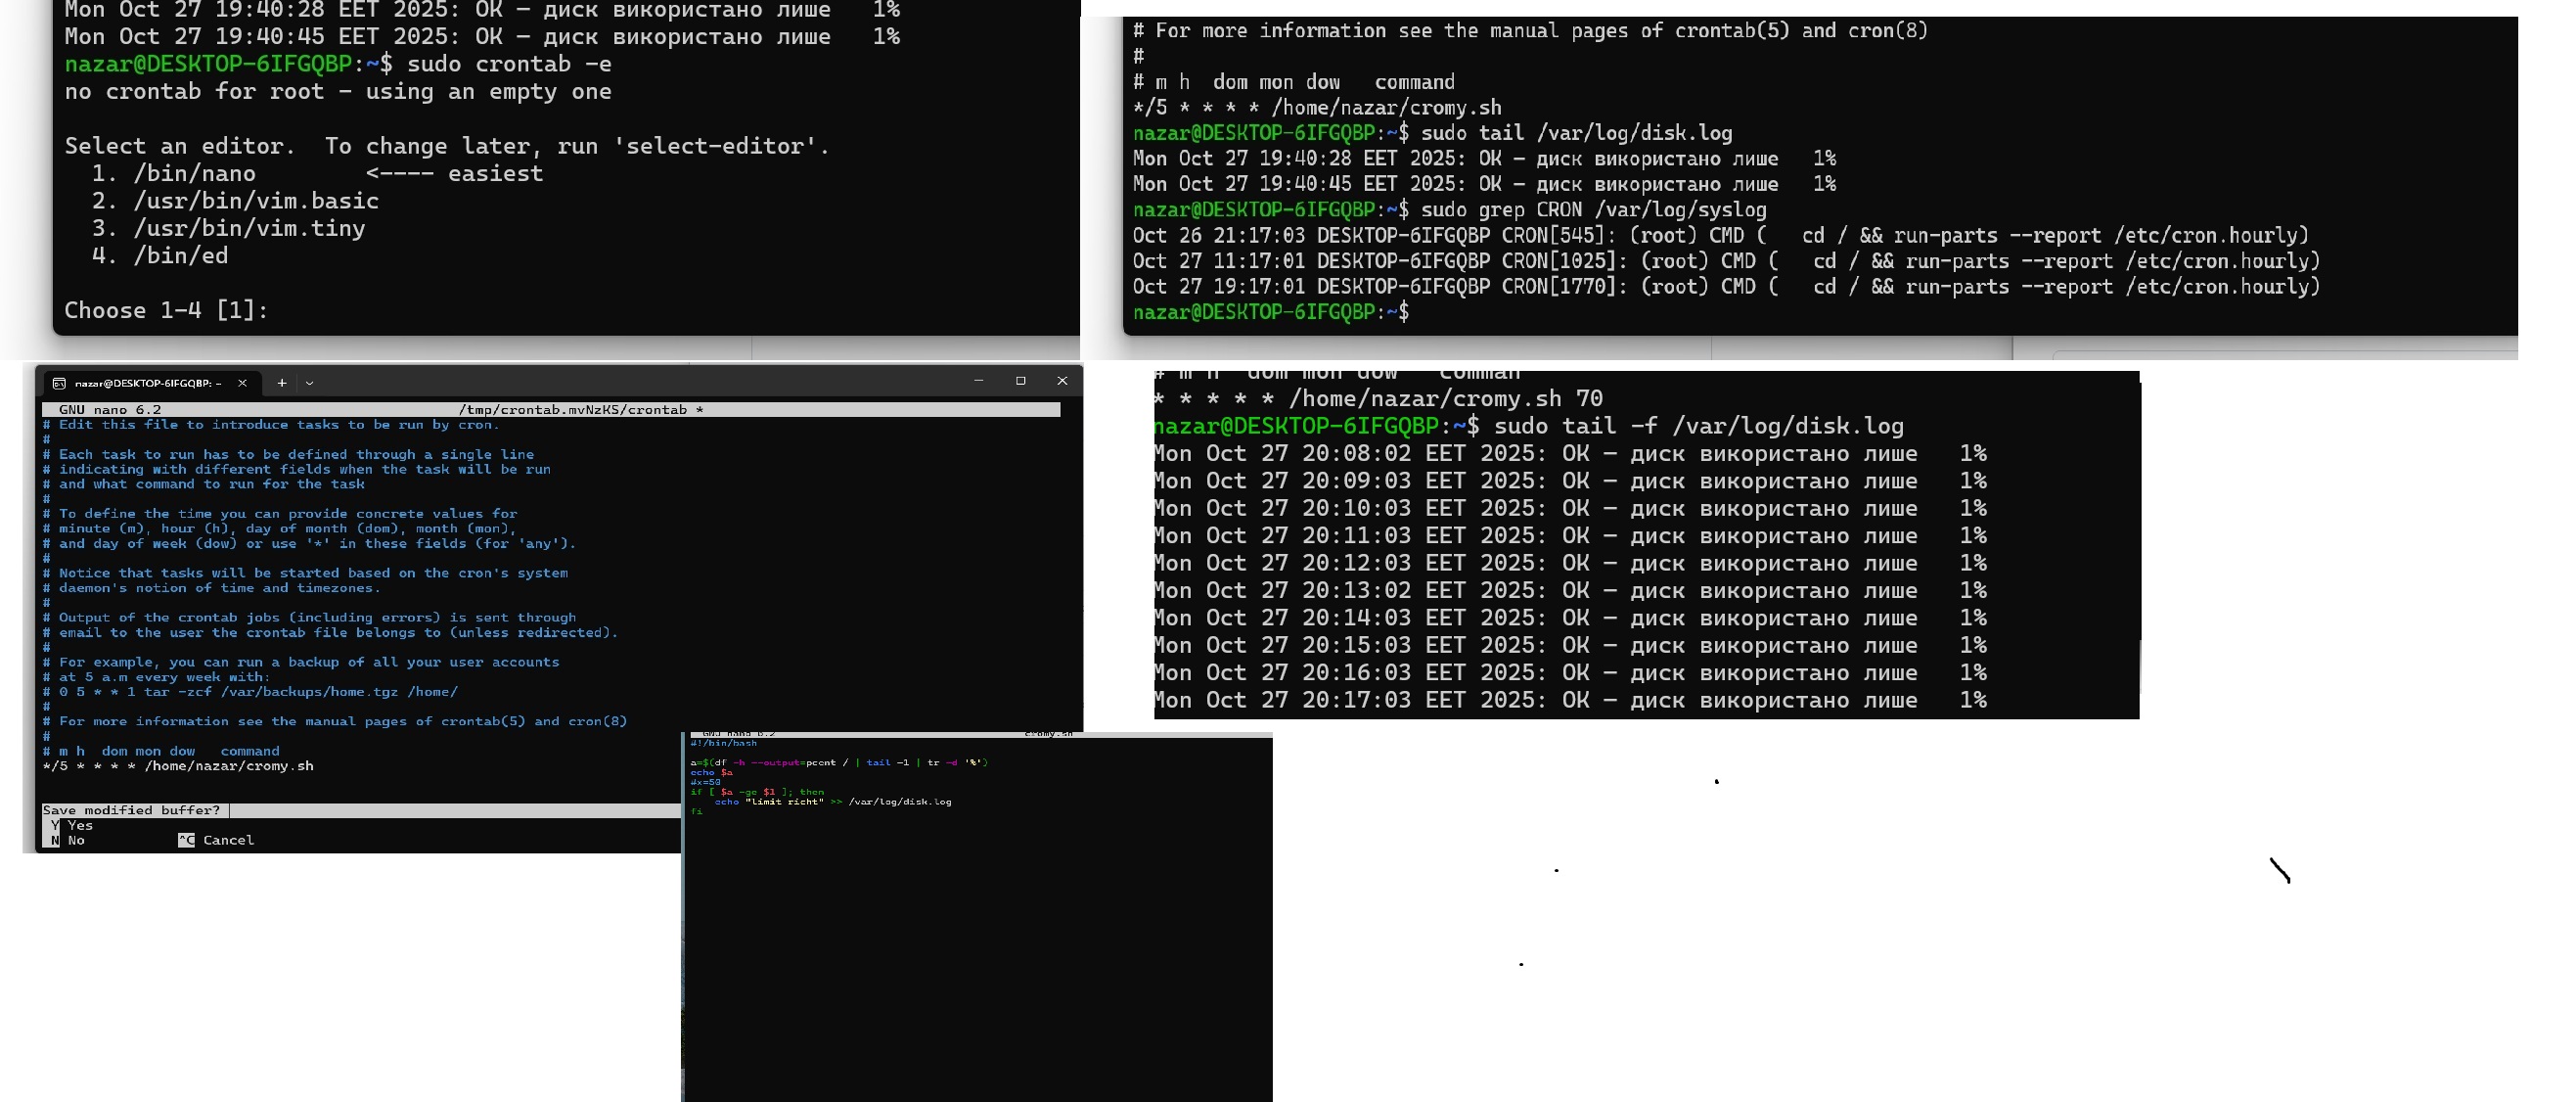 Mon Oct 27 19:40:28 EET 2025: OK — диск використано лише   1%
Mon Oct 27 19:40:45 EET 2025: OK — диск використано лише   1%
nazar@DESKTOP-6IFGQBP:~$ sudo crontab -e
no crontab for root - using an empty one
Select an editor.  To change later, run 'select-editor'.
  1. /bin/nano        <---- easiest
  2. /usr/bin/vim.basic
  3. /usr/bin/vim.tiny
  4. /bin/ed
Choose 1-4 [1]:
# For more information see the manual pages of crontab(5) and cron(8)
#
# m h  dom mon dow   command
*/5 * * * * /home/nazar/cromy.sh
nazar@DESKTOP-6IFGQBP:~$ sudo tail /var/log/disk.log
Mon Oct 27 19:40:28 EET 2025: OK — диск використано лише   1%
Mon Oct 27 19:40:45 EET 2025: OK — диск використано лише   1%
nazar@DESKTOP-6IFGQBP:~$ sudo grep CRON /var/log/syslog
Oct 26 21:17:03 DESKTOP-6IFGQBP CRON[545]: (root) CMD (   cd / && run-parts --report /etc/cron.hourly)
Oct 27 11:17:01 DESKTOP-6IFGQBP CRON[1025]: (root) CMD (   cd / && run-parts --report /etc/cron.hourly)
Oct 27 19:17:01 DESKTOP-6IFGQBP CRON[1770]: (root) CMD (   cd / && run-parts --report /etc/cron.hourly)
nazar@DESKTOP-6IFGQBP:~$
nazar@DESKTOP-6IFGQBP: ~
GNU nano 6.2 /tmp/crontab.mvNzKS/crontab *
# Edit this file to introduce tasks to be run by cron.
#
# Each task to run has to be defined through a single line
# indicating with different fields when the task will be run
# and what command to run for the task
#
# To define the time you can provide concrete values for
# minute (m), hour (h), day of month (dom), month (mon),
# and day of week (dow) or use '*' in these fields (for 'any').
#
# Notice that tasks will be started based on the cron's system
# daemon's notion of time and timezones.
#
# Output of the crontab jobs (including errors) is sent through
# email to the user the crontab file belongs to (unless redirected).
#
# For example, you can run a backup of all your user accounts
# at 5 a.m every week with:
# 0 5 * * 1 tar -zcf /var/backups/home.tgz /home/
#
# For more information see the manual pages of crontab(5) and cron(8)
#
# m h  dom mon dow   command
*/5 * * * * /home/nazar/cromy.sh
Save modified buffer?
Y Yes
N No ^C Cancel
# m h  dom mon dow   comman
* * * * * /home/nazar/cromy.sh 70
nazar@DESKTOP-6IFGQBP:~$ sudo tail -f /var/log/disk.log
Mon Oct 27 20:08:02 EET 2025: OK — диск використано лише   1%
Mon Oct 27 20:09:03 EET 2025: OK — диск використано лише   1%
Mon Oct 27 20:10:03 EET 2025: OK — диск використано лише   1%
Mon Oct 27 20:11:03 EET 2025: OK — диск використано лише   1%
Mon Oct 27 20:12:03 EET 2025: OK — диск використано лише   1%
Mon Oct 27 20:13:02 EET 2025: OK — диск використано лише   1%
Mon Oct 27 20:14:03 EET 2025: OK — диск використано лише   1%
Mon Oct 27 20:15:03 EET 2025: OK — диск використано лише   1%
Mon Oct 27 20:16:03 EET 2025: OK — диск використано лише   1%
Mon Oct 27 20:17:03 EET 2025: OK — диск використано лише   1%
GNU nano 6.2 cromy.sh
#!/bin/bash
a=$(df -h --output=pcent / | tail -1 | tr -d '%')
echo $a
#x=50
if [ $a -ge $1 ]; then
    echo "limit richt" >> /var/log/disk.log
fi